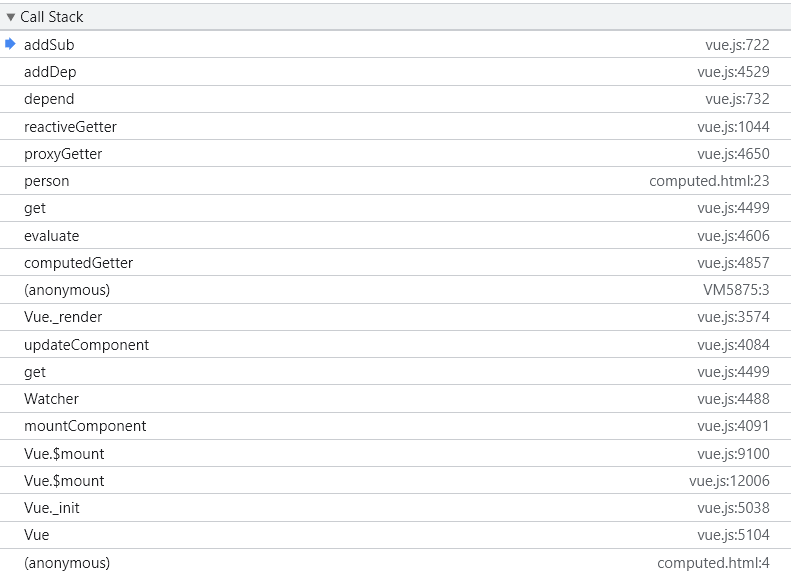 Call Stack
addSub vue.js:722
addDep vue.js:4529
depend vue.js:732
reactiveGetter vue.js:1044
proxyGetter vue.js:4650
person computed.html:23
get vue.js:4499
evaluate vue.js:4606
computedGetter vue.js:4857
(anonymous) VM5875:3
Vue._render vue.js:3574
updateComponent vue.js:4084
get vue.js:4499
Watcher vue.js:4488
mountComponent vue.js:4091
Vue.$mount vue.js:9100
Vue.$mount vue.js:12006
Vue._init vue.js:5038
Vue vue.js:5104
(anonymous) computed.html:4